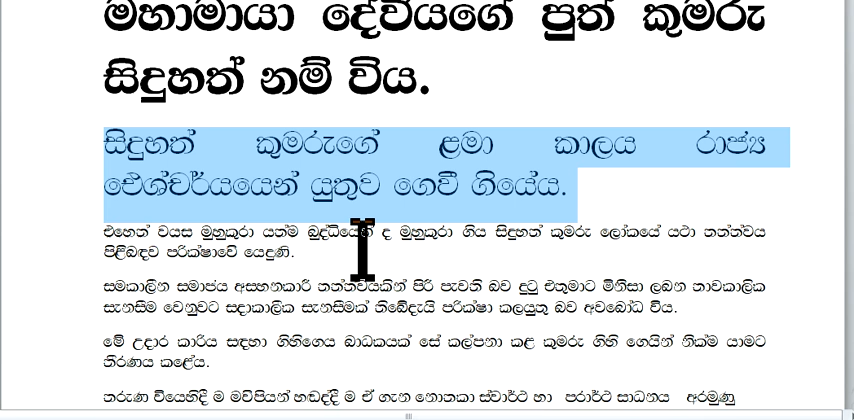 මහාමායා දේවියගේ පුත් කුමරු
සිදුහත් නම් විය.
සිදුහත් කුමරුගේ ළමා කාලය රාජ්‍ය
ඓශ්චර්යයෙන් යුතුව ගෙවී ගියේය.
එහෙත් වයස මුහුකුරා යත්ම බුද්ධියෙන් ද මුහුකුරා ගිය සිදුහත් කුමරු ලෝකයේ යථා තත්ත්වය
පිළිබඳව පරික්ෂාවේ යෙදුණි.
සමකාලීන සමාජය අසහනකාරී තත්ත්වයකින් පිරි පැවති බව දුටු එතුමාට මිනිසා ලබන තාවකාලික
සැනසීම වෙනුවට සදාකාලික සැනසීමක් තිබේදැයි පරික්ෂා කලයුතු බව අවබෝධ විය.
මේ උදාර කාරිය සඳහා ගිහිගෙය බාධකයක් සේ කල්පනා කළ කුමරු ගිහි ගෙයින් නික්ම යාමට
තීරණය කළේය.
තරුණ වියෙහිදී ම මව්පියන් හඬද්දී ම ඒ ගැන නොතකා ස්වාර්ථ හා පරාර්ථ සාධනය අරමුණු